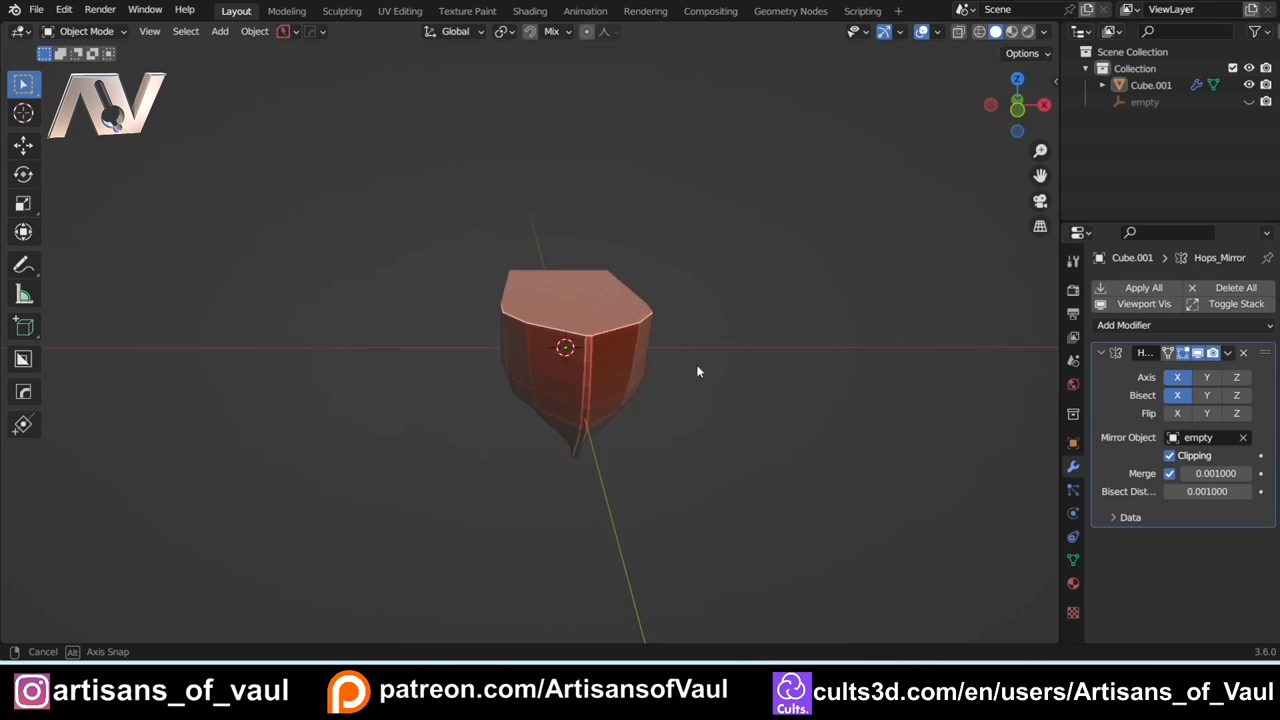 File Edit Render Window Help Layout Modeling Sculpting UV Editing Texture Paint Shading Animation Rendering Compositing Geometry Nodes Scripting + Scene ViewLayer
Object Mode View Select Add Object Global Mix
Options
Scene Collection
Collection
Cube.001
empty
AV
X
Z
Cube.001 > Hops_Mirror
Apply All Delete All
Viewport Vis Toggle Stack
Add Modifier
H...
Axis X Y Z
Bisect X Y Z
Flip X Y Z
Mirror Object empty
Clipping
Merge 0.001000
Bisect Dist... 0.001000
Data
Cancel Alt Axis Snap 3.6.0
artisans_of_vaul patreon.com/ArtisansofVaul Cults. cults3d.com/en/users/Artisans_of_Vaul